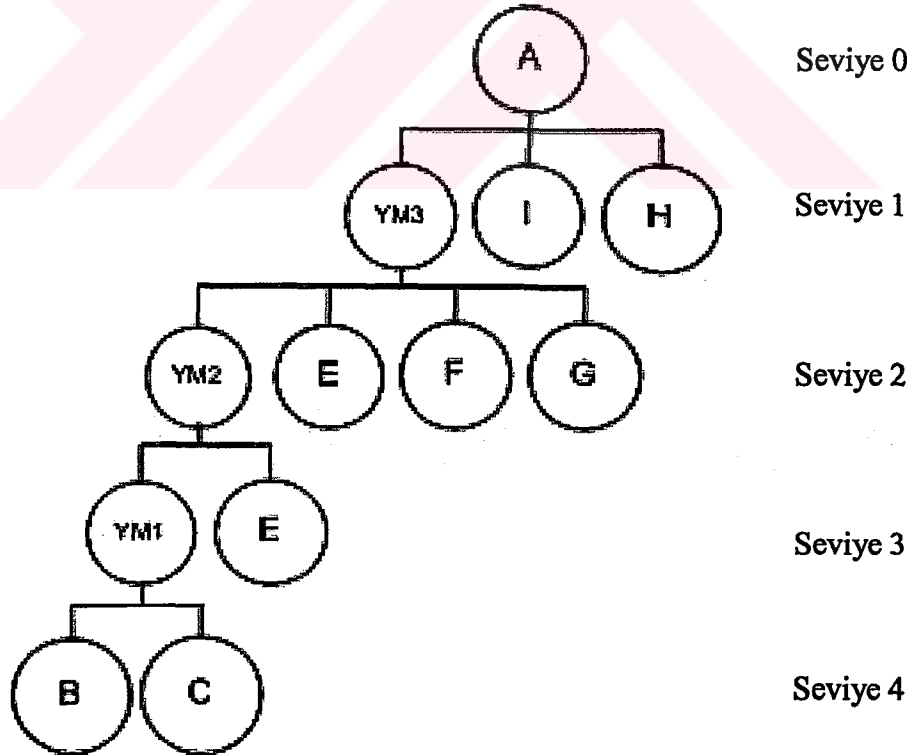 A Seviye 0
YM3 I H Seviye 1
YM2 E F G Seviye 2
YM1 E Seviye 3
B C Seviye 4